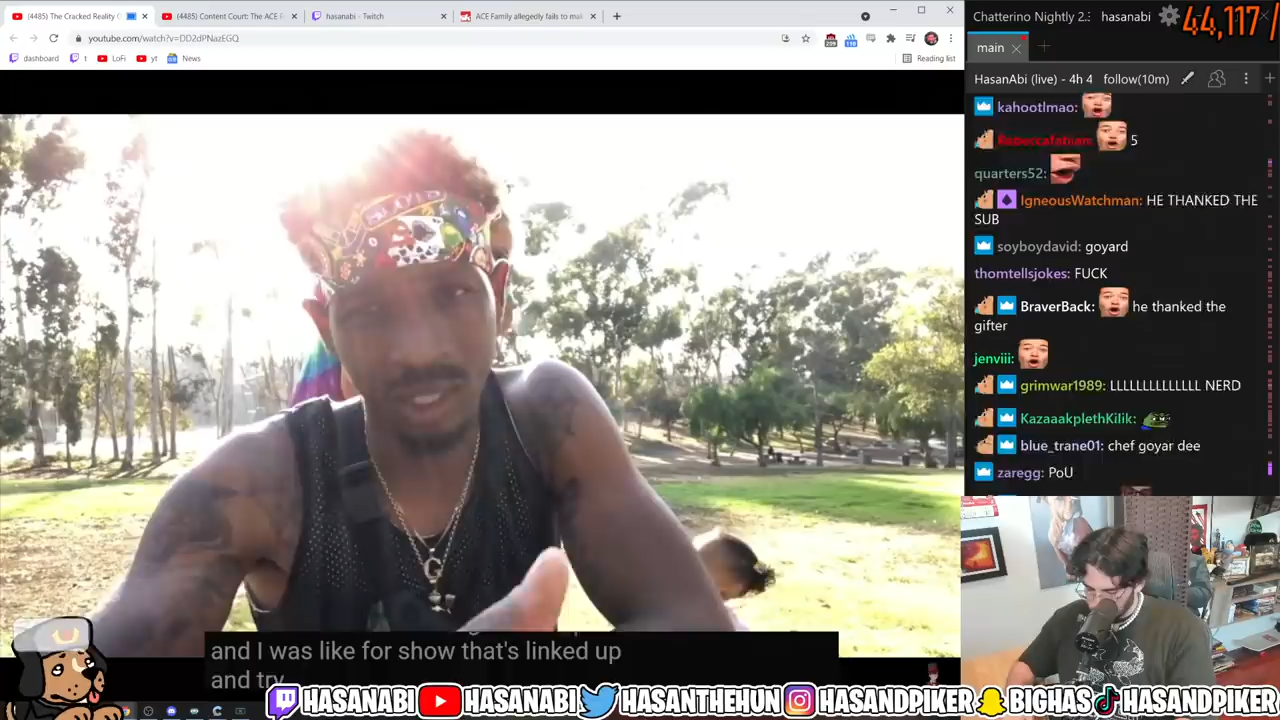 (4485) The Cracked Reality
(4485) Content Court: The ACE
hasanabi - Twitch
ACE Family allegedly fails to mai
youtube.com/watch?v=DD2dPNazEGQ
dashboard
t
LoFi
yt
News
Reading list
Chatterino Nightly 2.
hasanabi
44,117 /
main
HasanAbi (live) - 4h 4
follow(10m)
kahootlmao:
5
quarters52:
IgneousWatchman: HE THANKED THE
SUB
soyboydavid: goyard
thomtellsjokes: FUCK
BraverBack: he thanked the
gifter
jenviii:
grimwar1989: LLLLLLLLLLLLLL NERD
KazaaakplethKilik:
blue_trane01: chef goyar dee
zaregg: PoU
and I was like for show that's linked up
and try
HASANABI HASANABI HASANTHEHUN HASANDPIKER BIGHAS HASANDPIKER